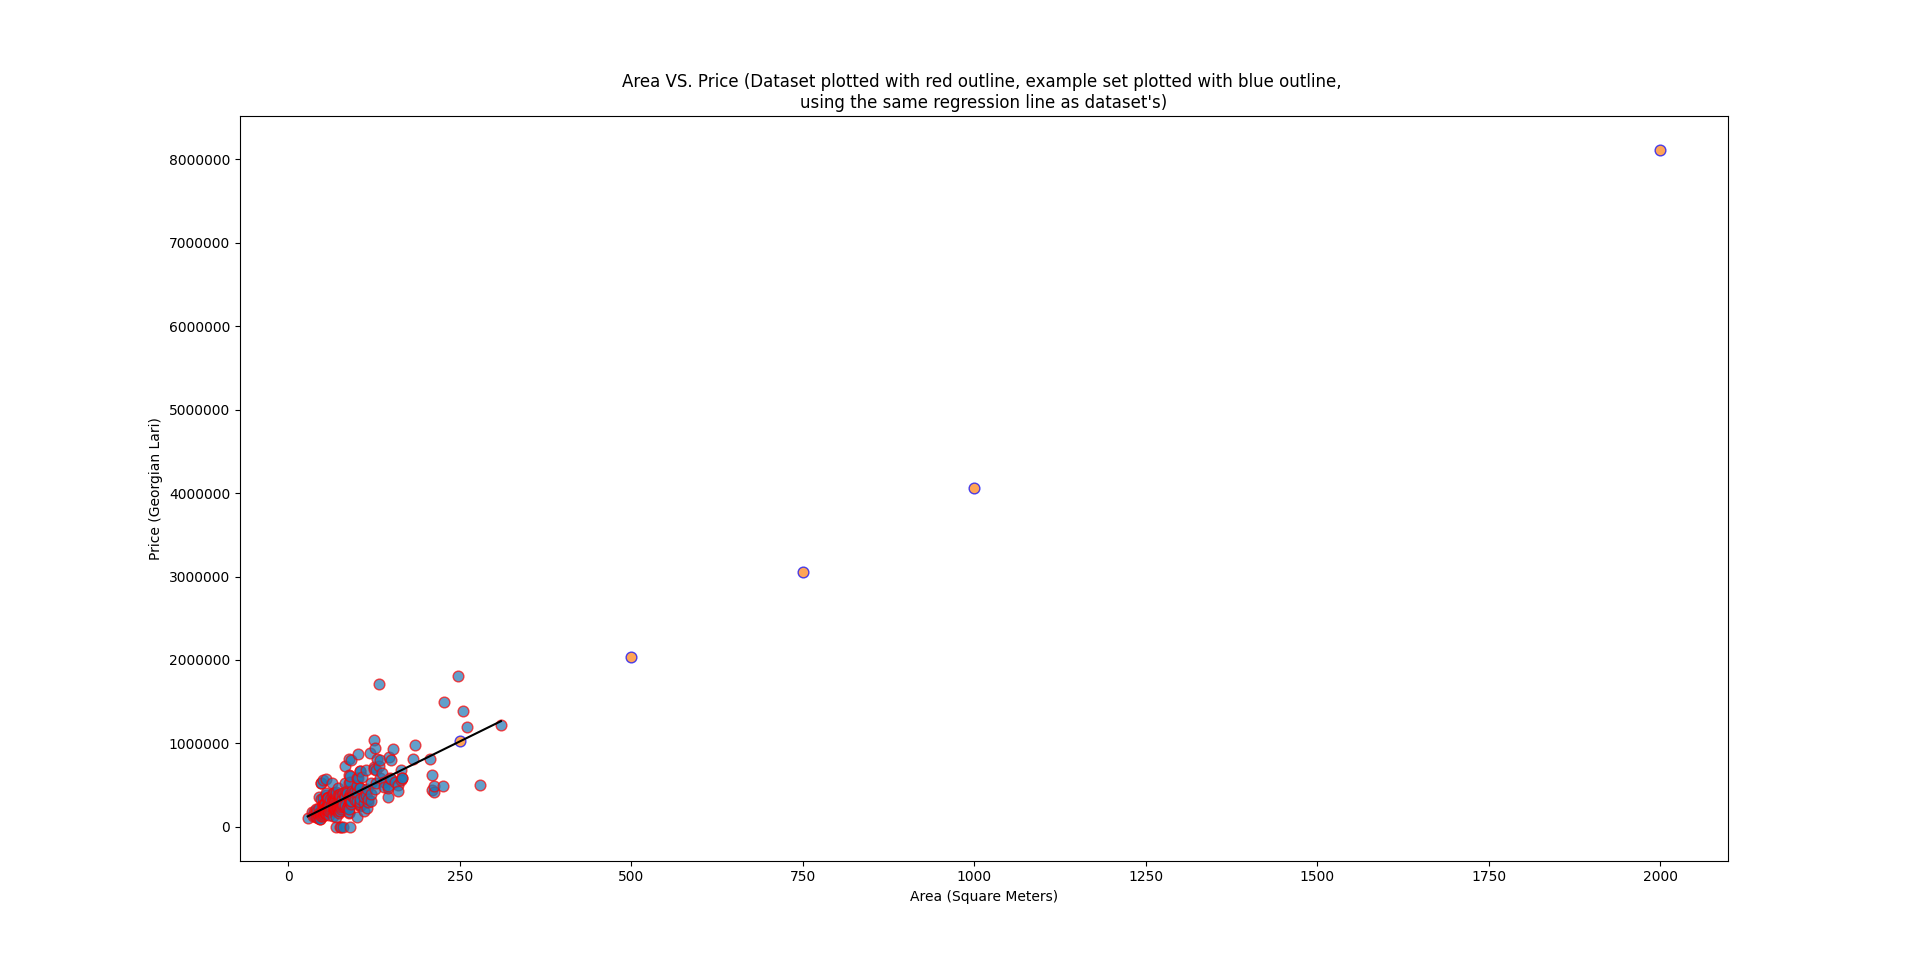 Area VS. Price (Dataset plotted with red outline, example set plotted with blue outline,
using the same regression line as dataset's)
8000000
7000000
6000000
5000000
4000000
3000000
2000000
1000000
0
Price (Georgian Lari)
0 250 500 750 1000 1250 1500 1750 2000
Area (Square Meters)